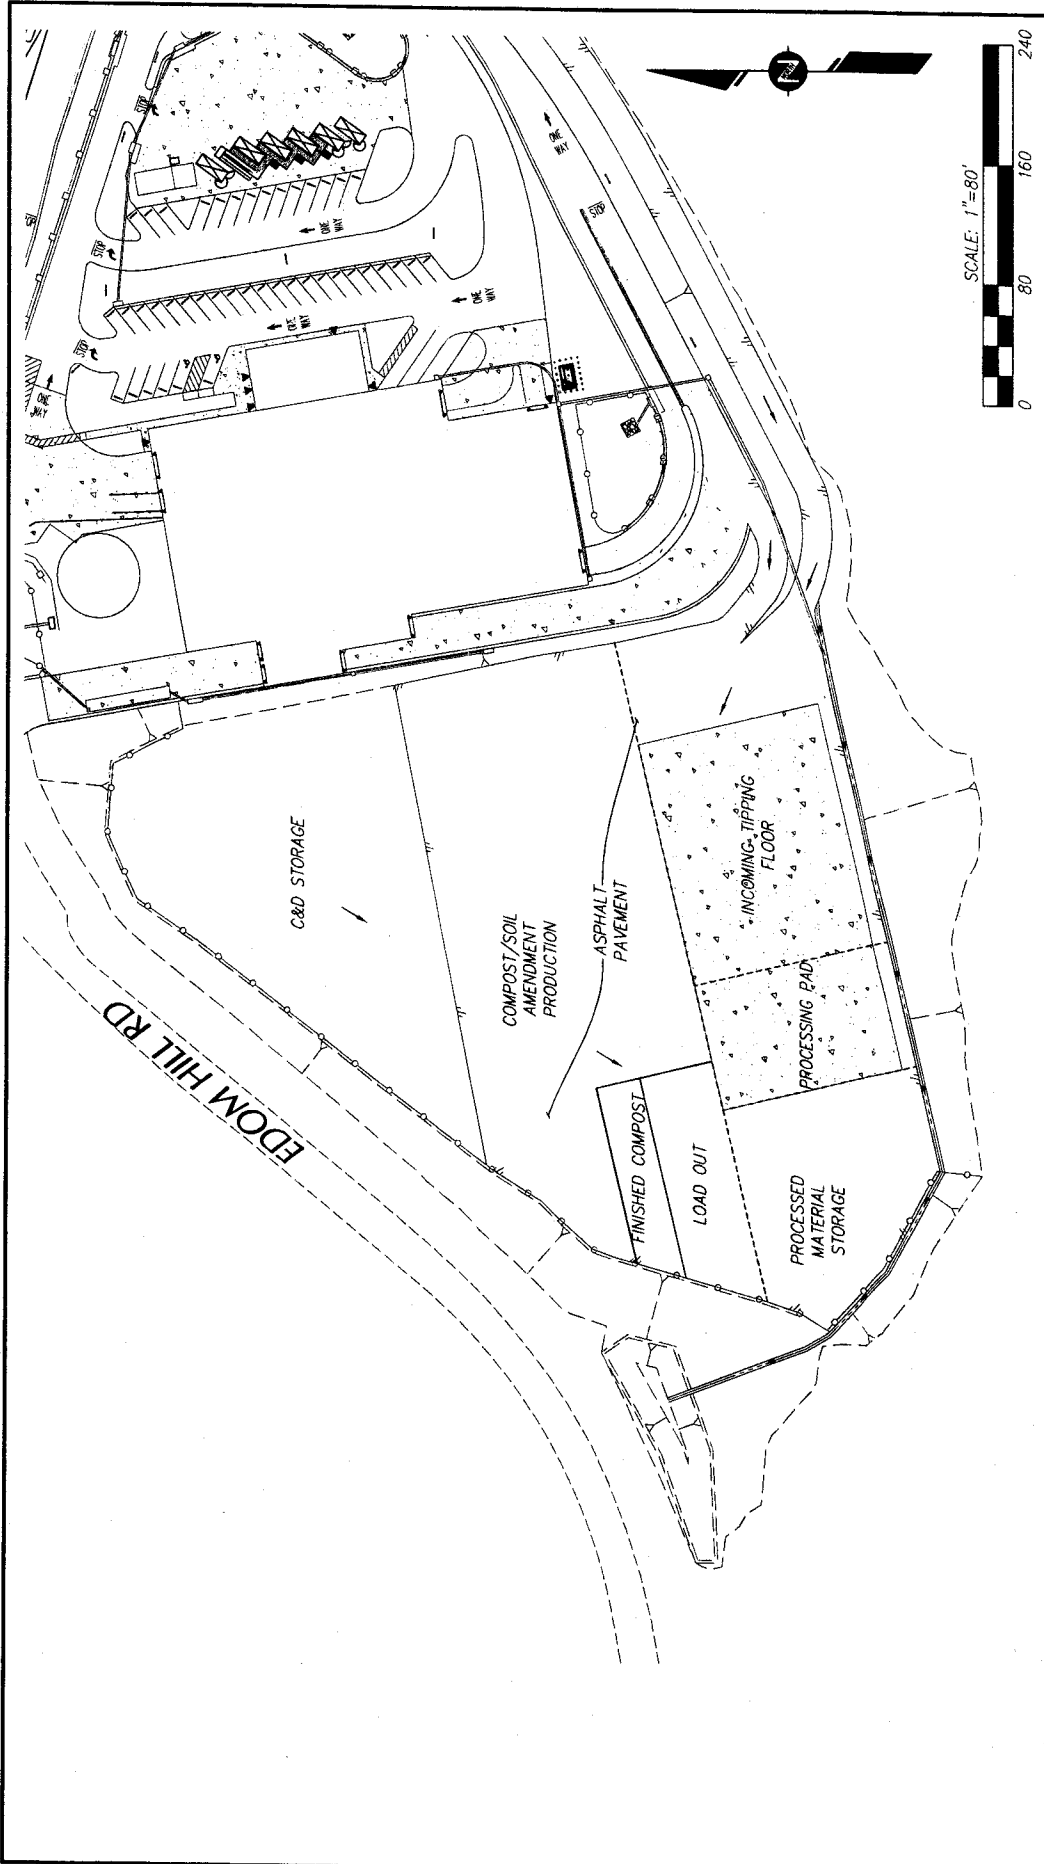 STOP
STOP
STOP
STOP
ONE
WAY
ONE
WAY
ONE
WAY
ONE
WAY
ONE
WAY
N
SCALE: 1"=80'
0
80
160
240
C&D STORAGE
COMPOST/SOIL
AMENDMENT
PRODUCTION
ASPHALT
PAVEMENT
INCOMING TIPPING
FLOOR
PROCESSING PAD
FINISHED COMPOST
LOAD OUT
PROCESSED
MATERIAL
STORAGE
EDOM HILL RD